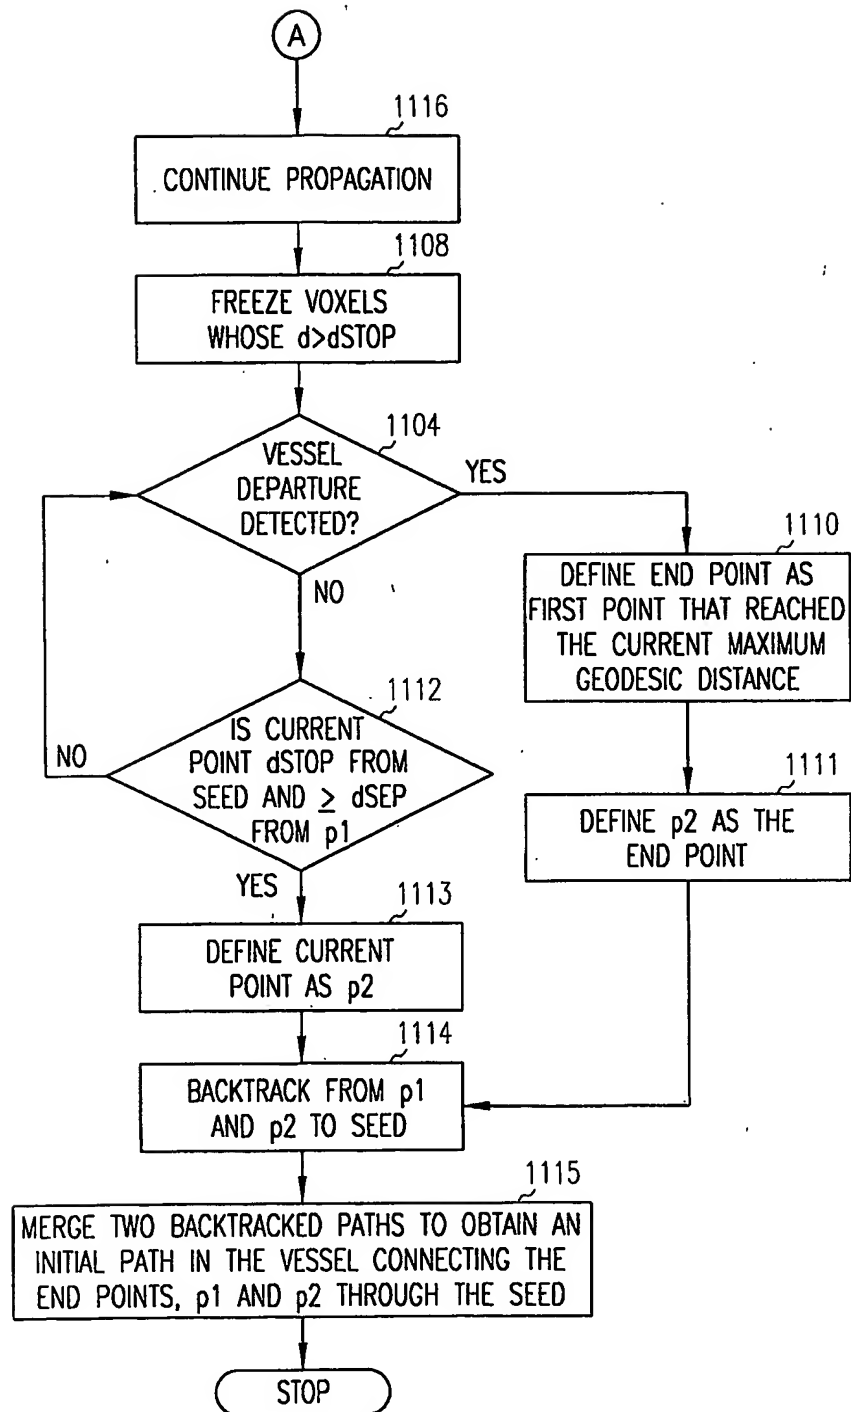 A
1116
CONTINUE PROPAGATION
1108
FREEZE VOXELS
WHOSE d>dSTOP
1104
VESSEL
DEPARTURE
DETECTED?
YES
NO
1110
DEFINE END POINT AS
FIRST POINT THAT REACHED
THE CURRENT MAXIMUM
GEODESIC DISTANCE
1112
IS CURRENT
POINT dSTOP FROM
SEED AND ≥ dSEP
FROM p1
NO
YES
1111
DEFINE p2 AS THE
END POINT
1113
DEFINE CURRENT
POINT AS p2
1114
BACKTRACK FROM p1
AND p2 TO SEED
1115
MERGE TWO BACKTRACKED PATHS TO OBTAIN AN
INITIAL PATH IN THE VESSEL CONNECTING THE
END POINTS, p1 AND p2 THROUGH THE SEED
STOP